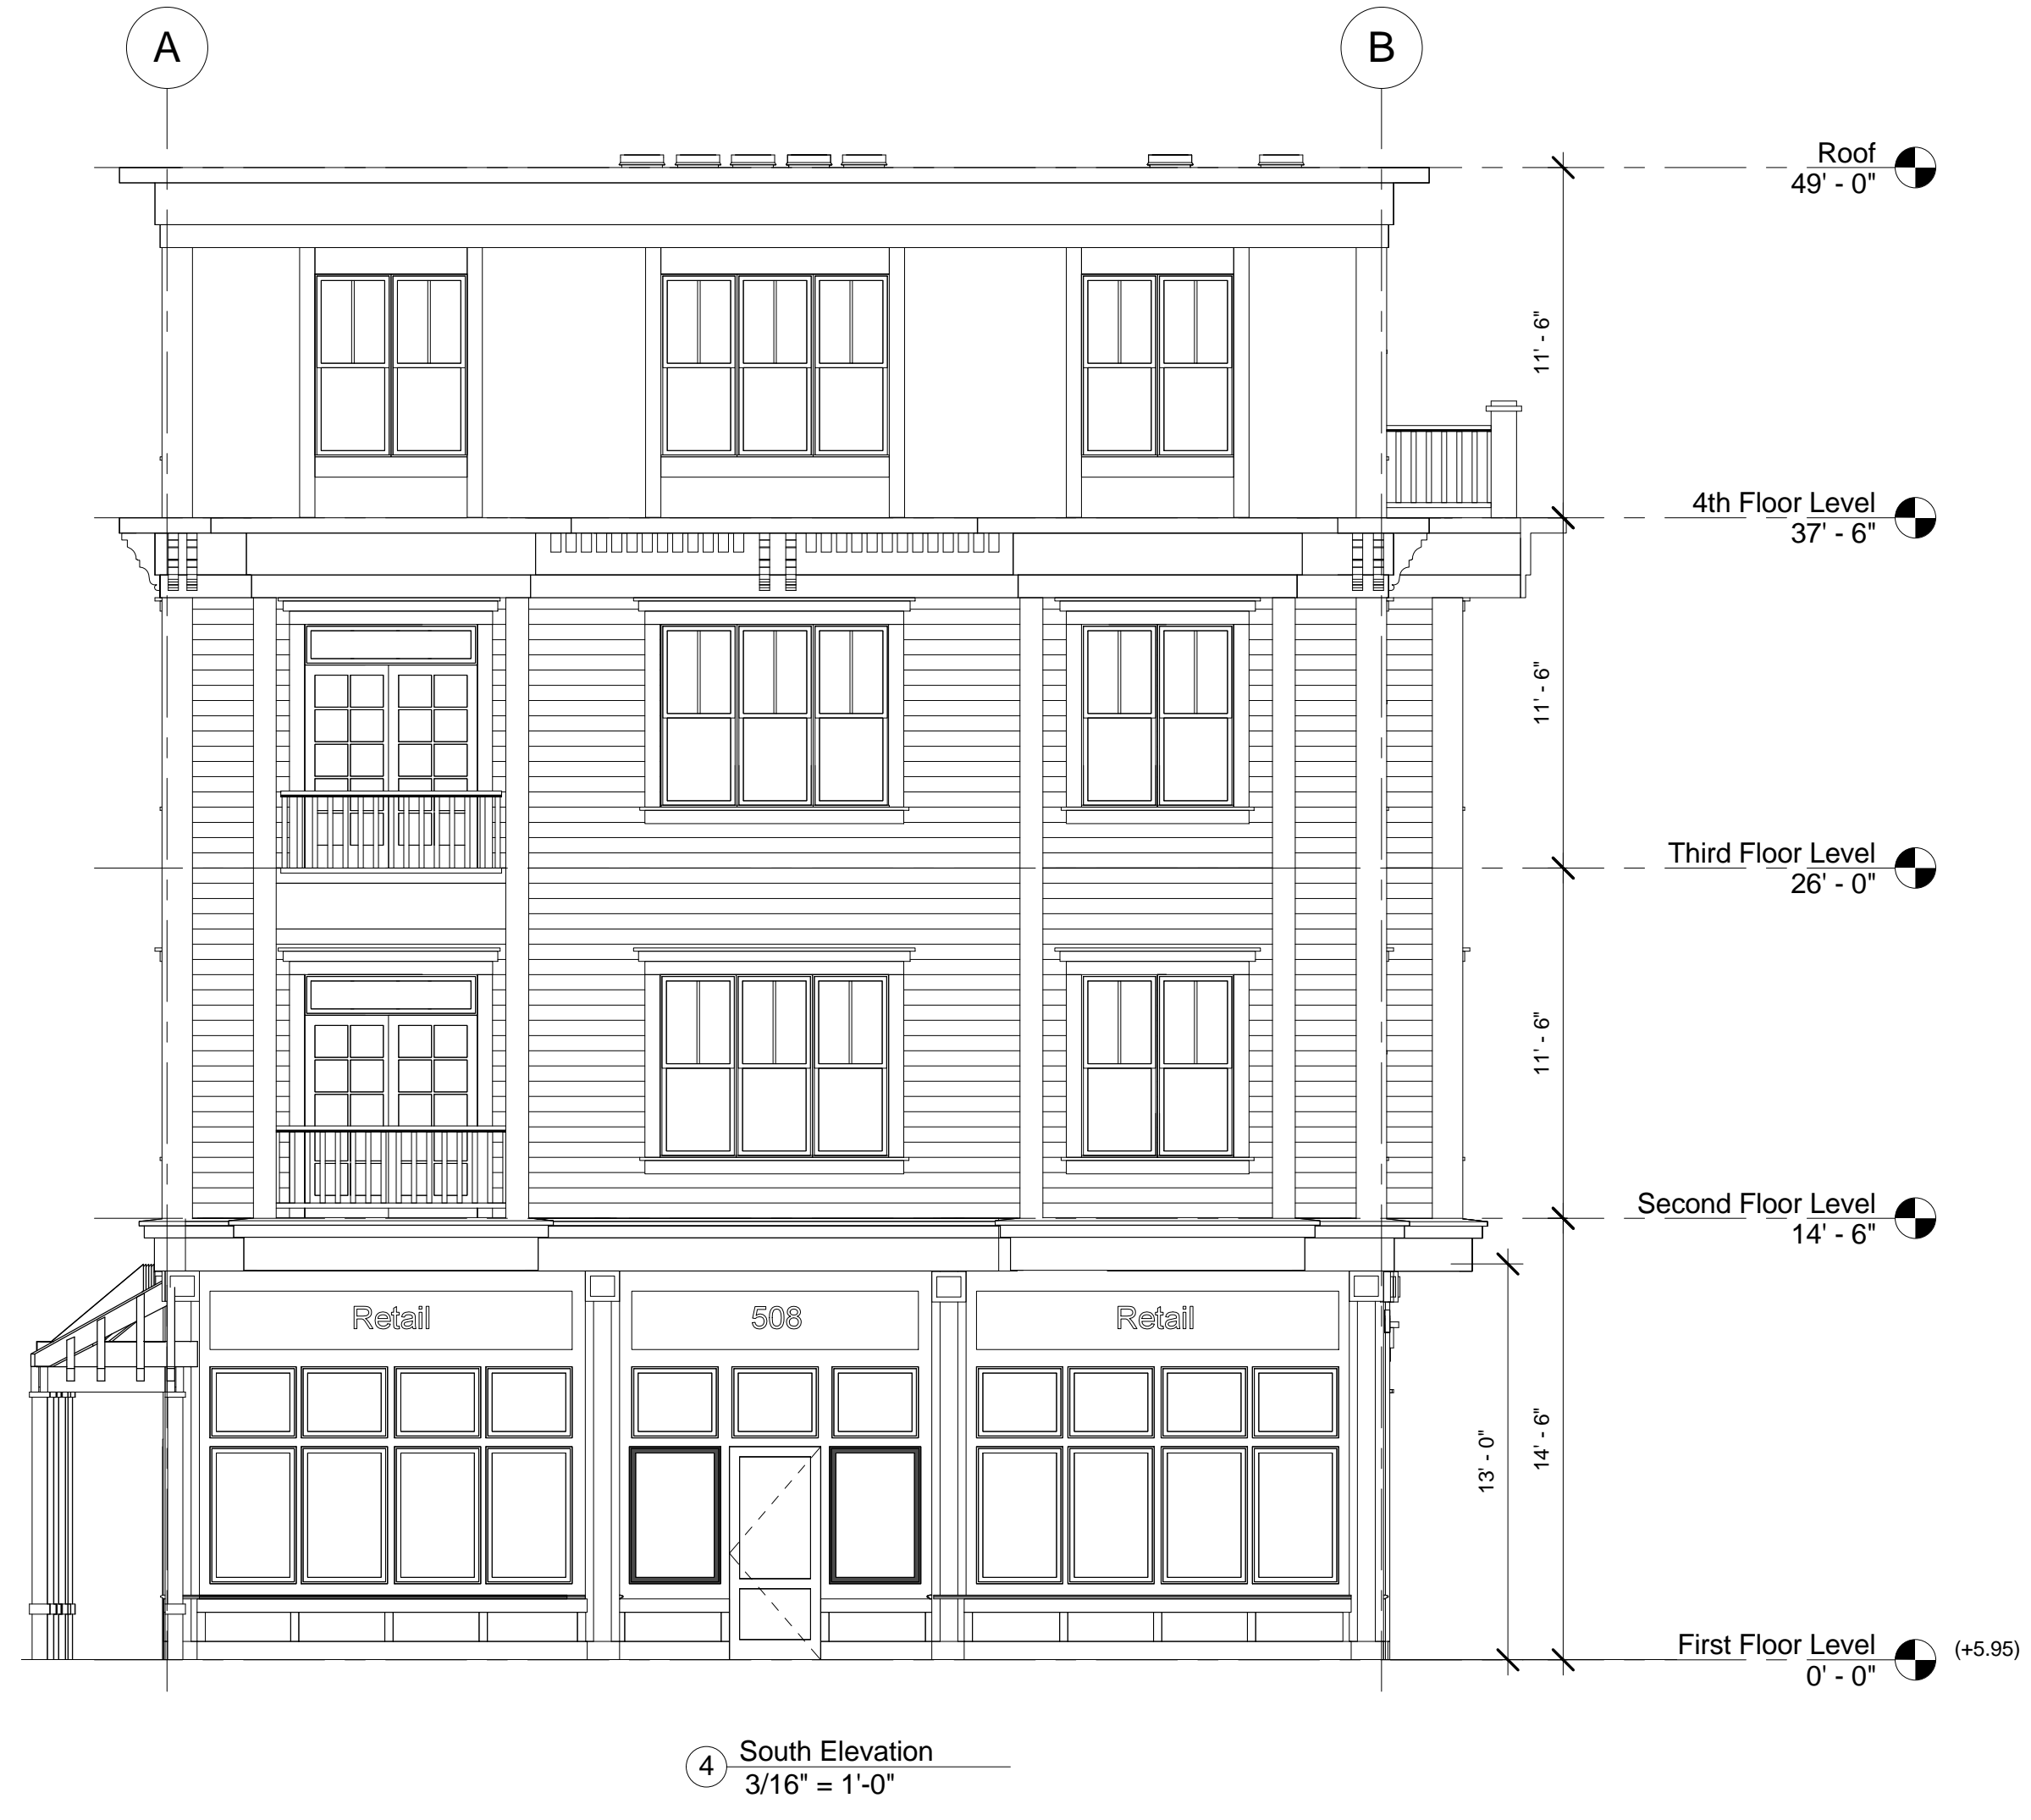 A
B
Roof
49' - 0"
11' - 6"
4th Floor Level
37' - 6"
11' - 6"
Third Floor Level
26' - 0"
11' - 6"
Second Floor Level
14' - 6"
Retail
508
Retail
13' - 0"
14' - 6"
First Floor Level
0' - 0"
(+5.95)
4
South Elevation
3/16" = 1'-0"